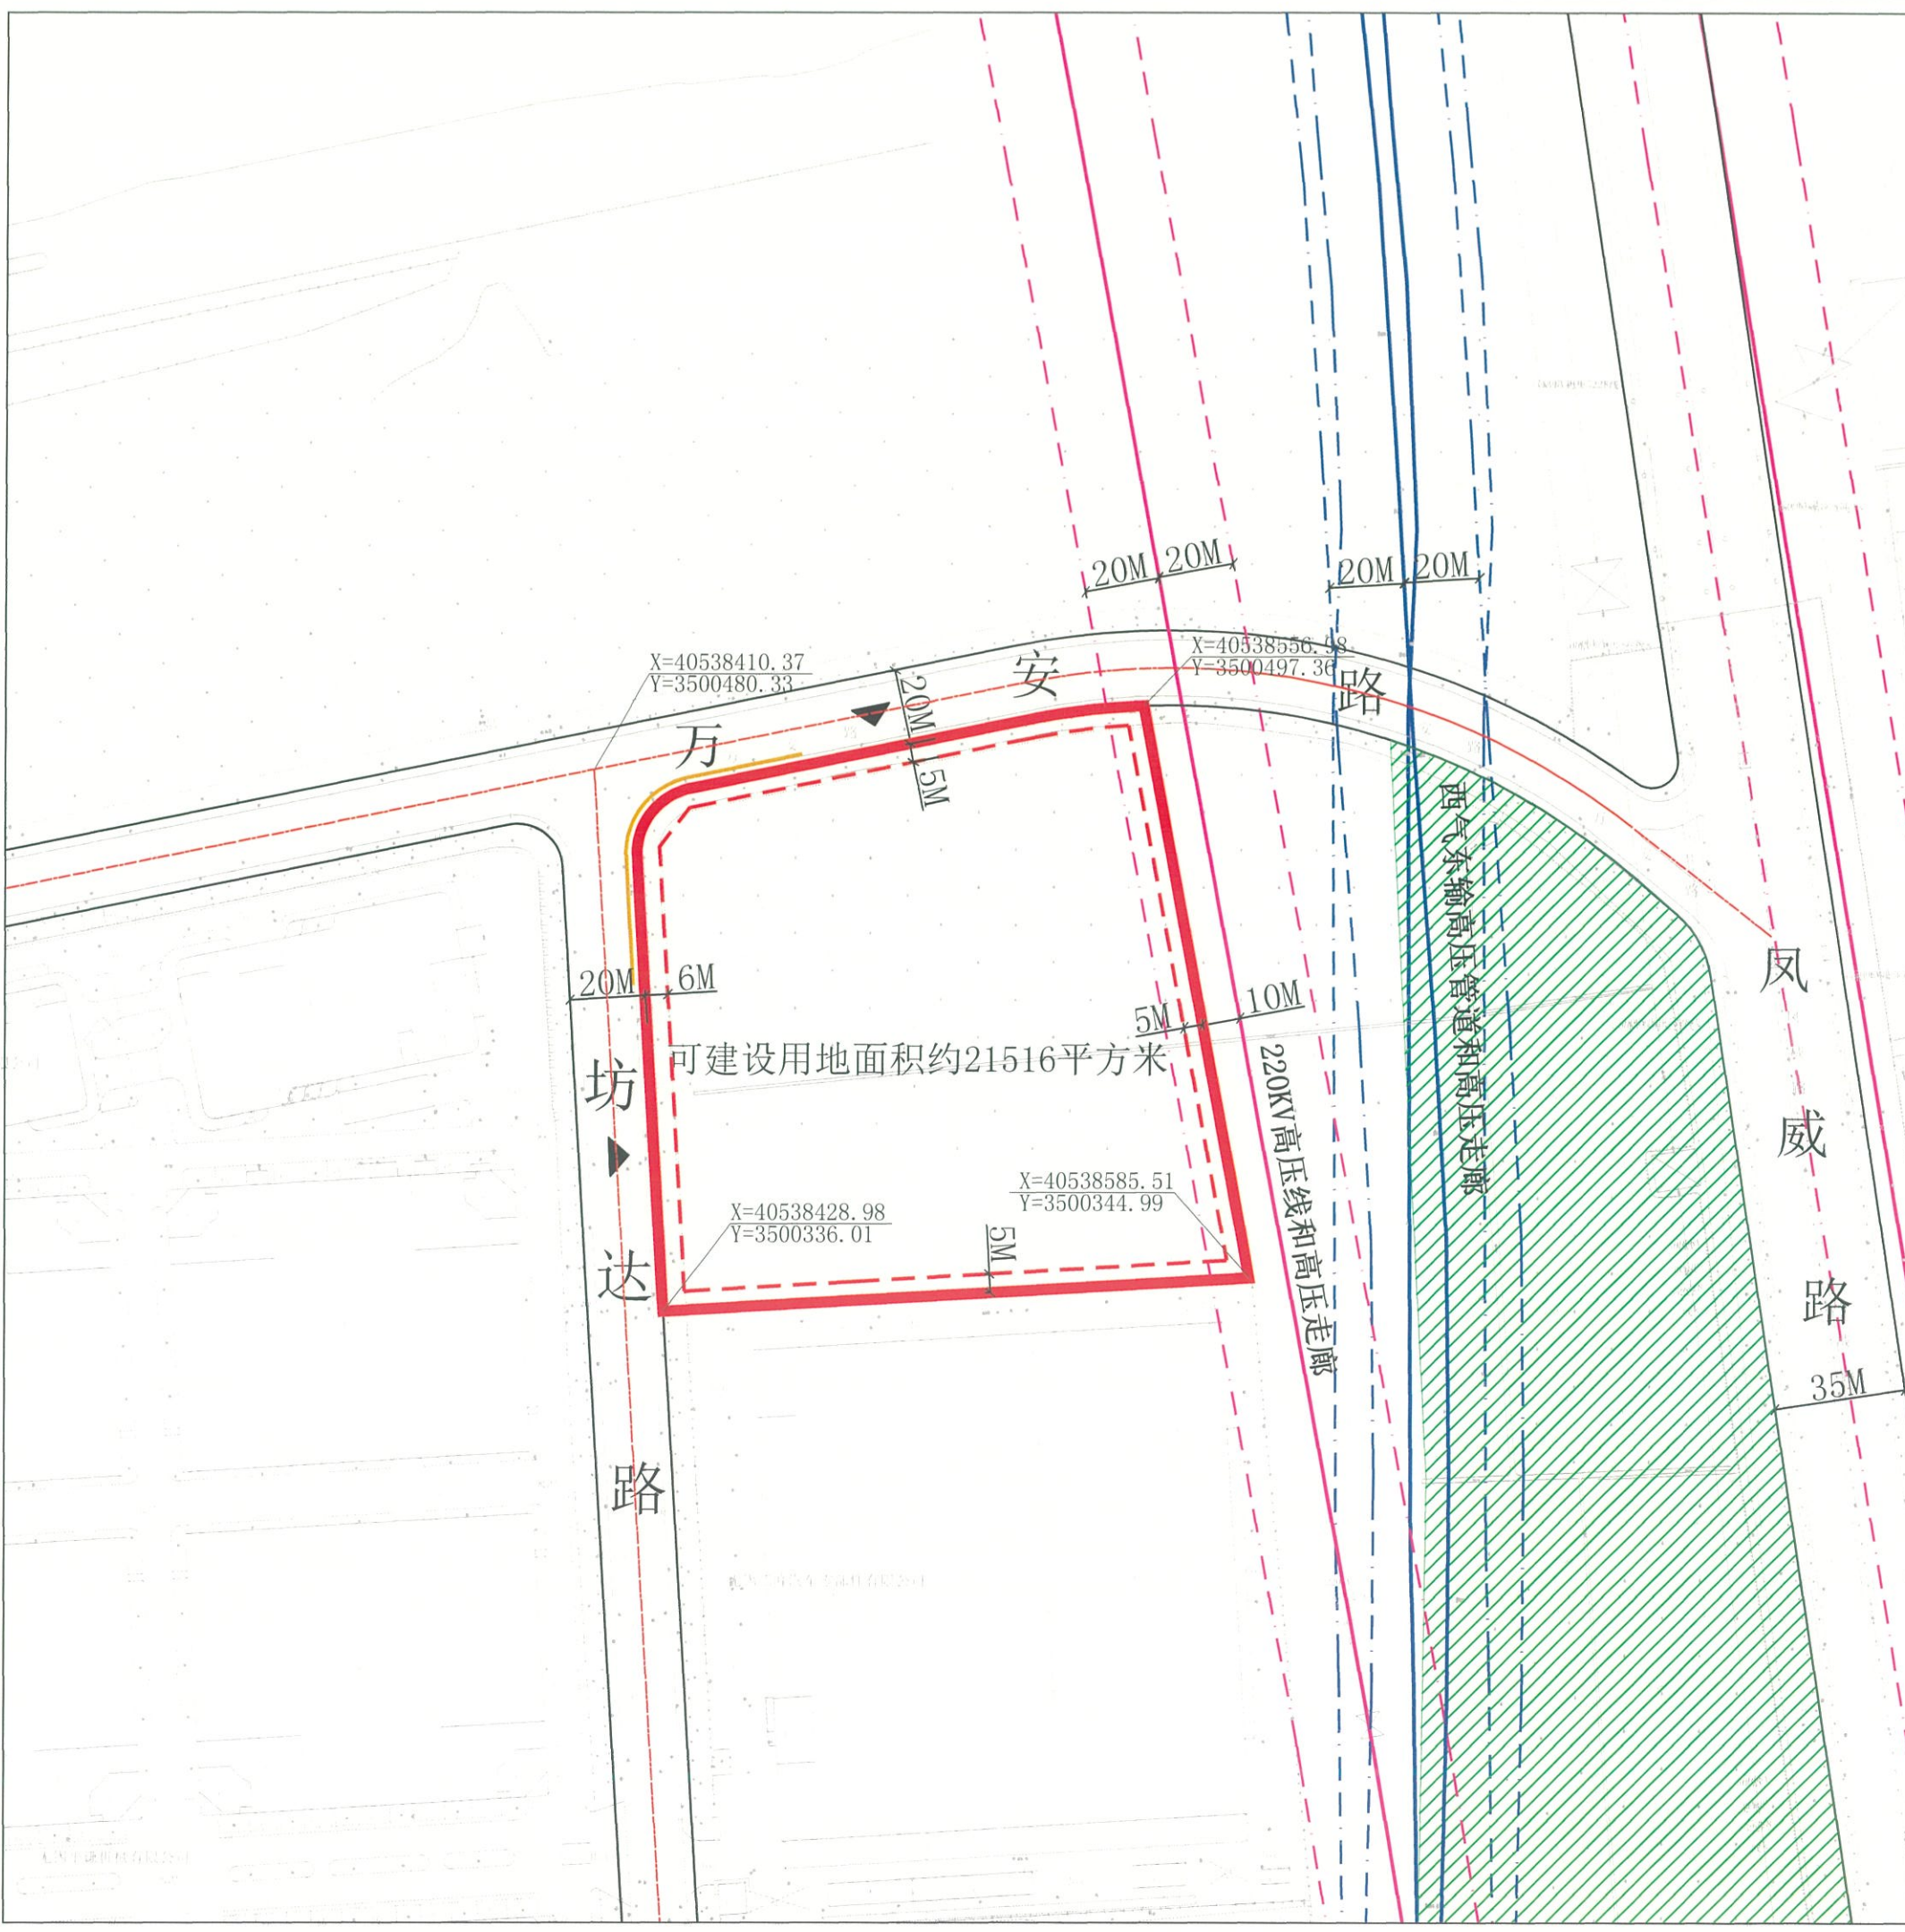 20M 20M
20M 20M
X=40538410.37
Y=3500480.33
X=40538556.98
Y=3500497.36
万安路
20M
5M
西气东输高压管道和高压走廊
凤威路
20M 6M
5M 10M
可建设用地面积约21516平方米
坊达路
220KV高压线和高压走廊
X=40538428.98
Y=3500336.01
X=40538585.51
Y=3500344.99
5M
35M